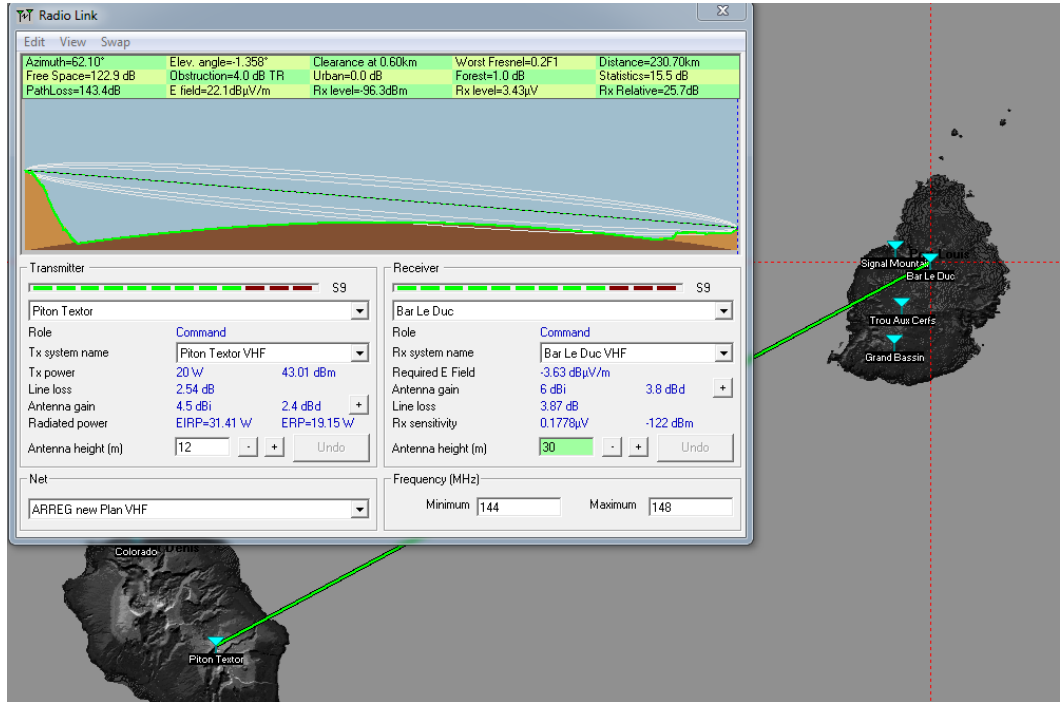 Radio Link
Edit View Swap
Azimuth=62.10° Elev. angle=-1.358° Clearance at 0.60km Worst Fresnel=0.2F1 Distance=230.70km
Free Space=122.9 dB Obstruction=4.0 dB TR Urban=0.0 dB Forest=1.0 dB Statistics=15.5 dB
PathLoss=143.4dB E field=22.1dBµV/m Rx level=-96.3dBm Rx level=3.43µV Rx Relative=25.7dB
Transmitter
S9
Piton Textor
Role Command
Tx system name Piton Textor VHF
Tx power 20 W 43.01 dBm
Line loss 2.54 dB
Antenna gain 4.5 dBi 2.4 dBd +
Radiated power EIRP=31.41 W ERP=19.15 W
Antenna height (m) 12 - + Undo
Receiver
S9
Bar Le Duc
Role Command
Rx system name Bar Le Duc VHF
Required E Field -3.63 dBµV/m
Antenna gain 6 dBi 3.8 dBd +
Line loss 3.87 dB
Rx sensitivity 0.1778µV -122 dBm
Antenna height (m) 30 - + Undo
Net
ARREG new Plan VHF
Frequency (MHz)
Minimum 144 Maximum 148
Louis
Signal Mountain
Bar Le Duc
Trou Aux Cerfs
Grand Bassin
Colorado Denis
Piton Textor